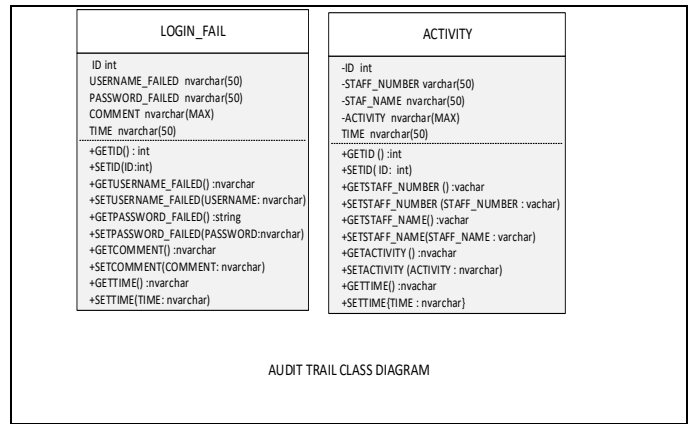 LOGIN_FAIL
ID int
USERNAME_FAILED nvarchar(50)
PASSWORD_FAILED nvarchar(50)
COMMENT nvarchar(MAX)
TIME nvarchar(50)
+GETID() : int
+SETID(ID:int)
+GETUSERNAME_FAILED() :nvarchar
+SETUSERNAME_FAILED(USERNAME: nvarchar)
+GETPASSWORD_FAILED() :string
+SETPASSWORD_FAILED(PASSWORD:nvarchar)
+GETCOMMENT() :nvarchar
+SETCOMMENT(COMMENT: nvarchar)
+GETTIME() :nvarchar
+SETTIME(TIME: nvarchar)
ACTIVITY
-ID int
-STAFF_NUMBER varchar(50)
-STAF_NAME nvarchar(50)
-ACTIVITY nvarchar(MAX)
TIME nvarchar(50)
+GETID () :int
+SETID( ID: int)
+GETSTAFF_NUMBER () :vachar
+SETSTAFF_NUMBER (STAFF_NUMBER : vachar)
+GETSTAFF_NAME() :vachar
+SETSTAFF_NAME(STAFF_NAME : varchar)
+GETACTIVITY () :nvachar
+SETACTIVITY (ACTIVITY : nvarchar)
+GETTIME() :nvachar
+SETTIME{TIME : nvarchar}
AUDIT TRAIL CLASS DIAGRAM